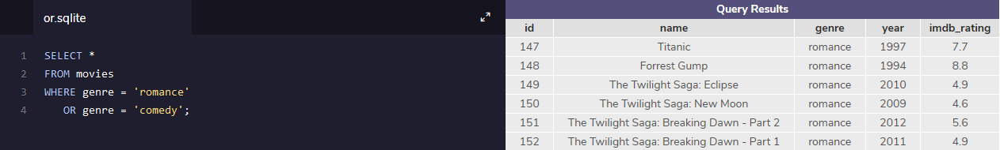 or.sqlite
1 SELECT *
2 FROM movies
3 WHERE genre = 'romance'
4 OR genre = 'comedy';
Query Results
id name genre year imdb_rating
147 Titanic romance 1997 7.7
148 Forrest Gump romance 1994 8.8
149 The Twilight Saga: Eclipse romance 2010 4.9
150 The Twilight Saga: New Moon romance 2009 4.6
151 The Twilight Saga: Breaking Dawn - Part 2 romance 2012 5.6
152 The Twilight Saga: Breaking Dawn - Part 1 romance 2011 4.9